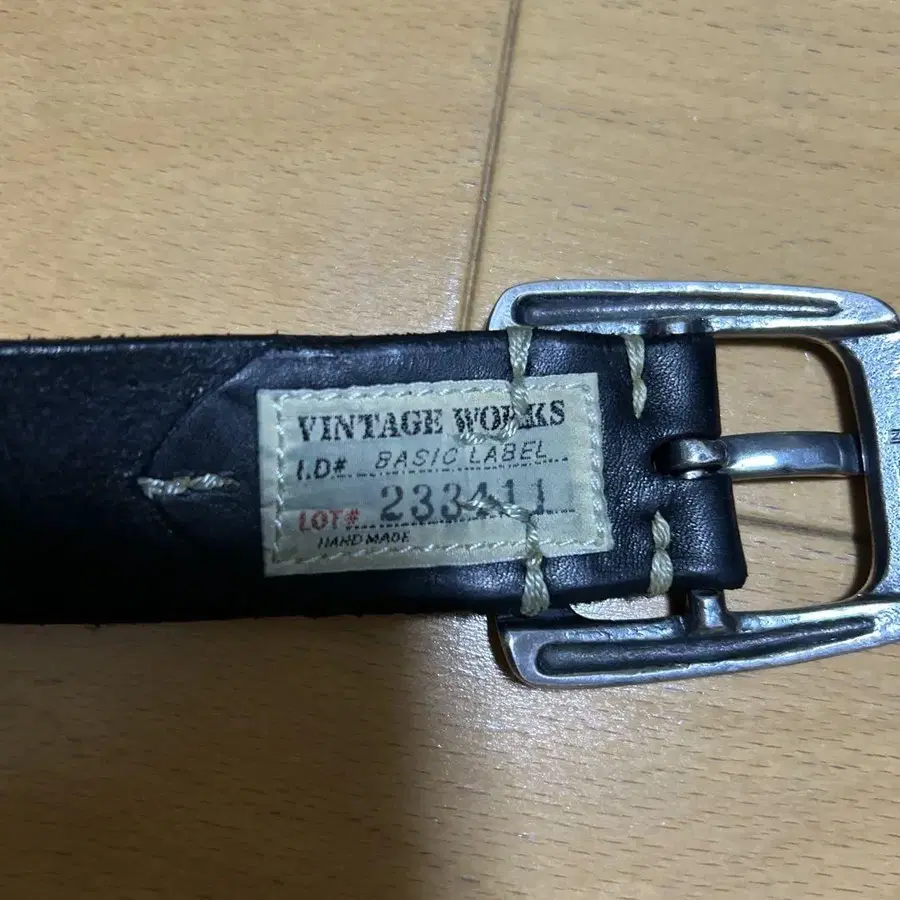 VINTAGE WORKS
I.D# BASIC LABEL
LOT# 233411
HAND MADE
N